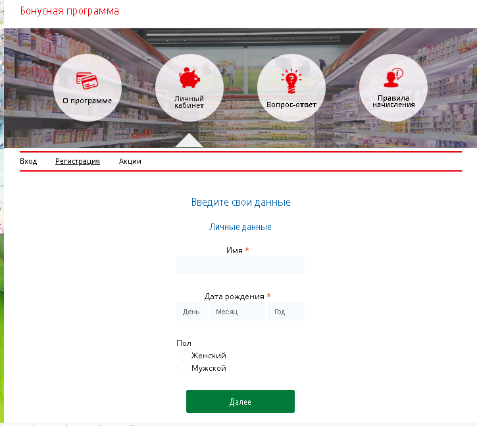 Бонусная программа
О программе
Личный
кабинет
Вопрос-ответ
Правила
начисления
Вход Регистрация Акции
Введите свои данные
Личные данные
Имя *
Дата рождения *
День Месяц Год
Пол
Женский
Мужской
Далее